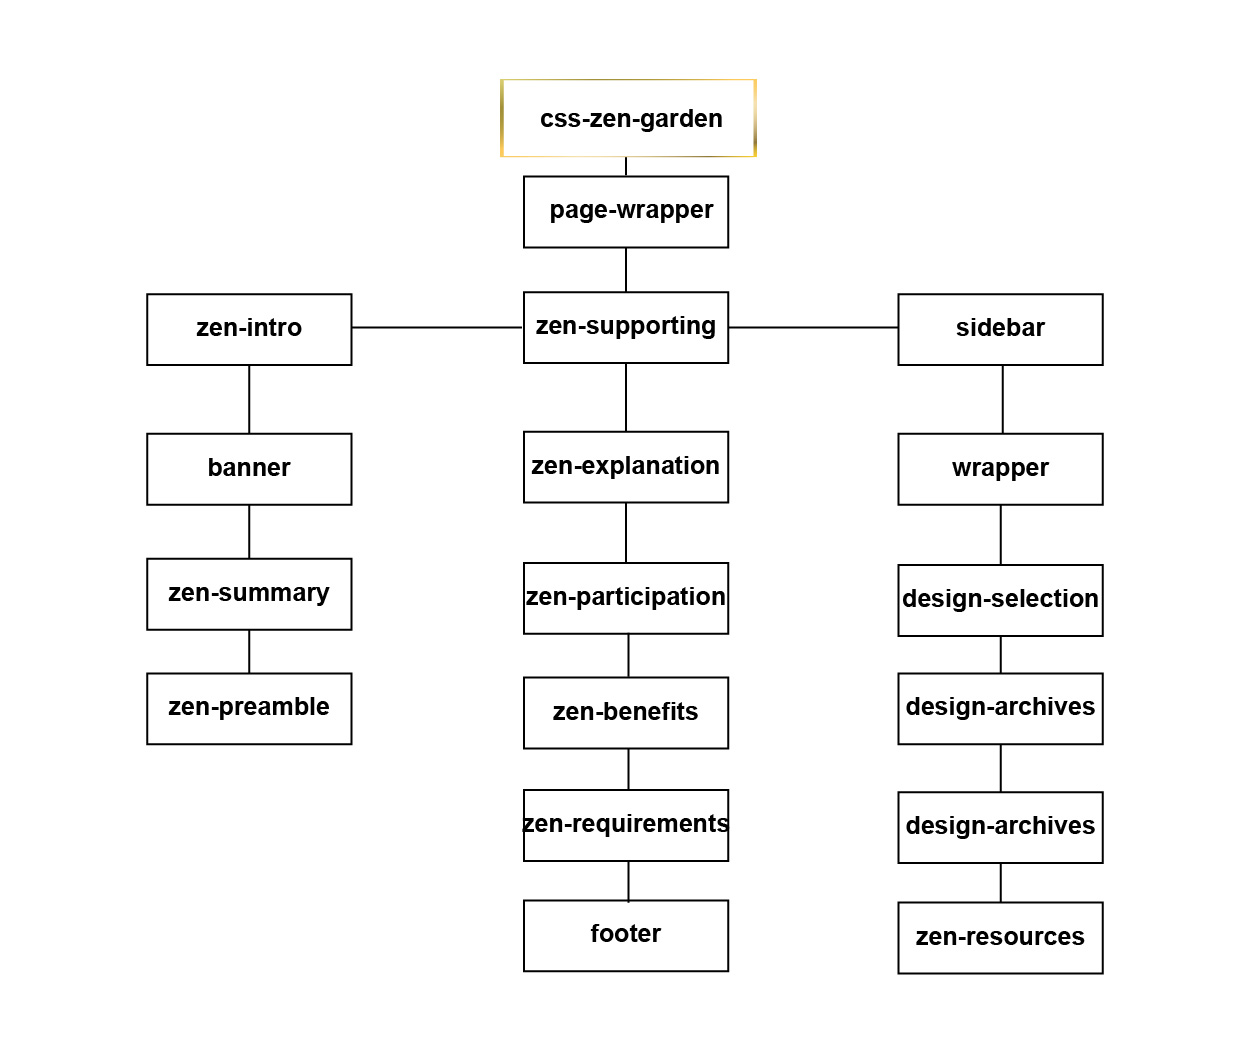 css-zen-garden
page-wrapper
zen-intro
zen-supporting
sidebar
banner
zen-explanation
wrapper
zen-summary
zen-participation
design-selection
zen-preamble
zen-benefits
design-archives
zen-requirements
design-archives
footer
zen-resources